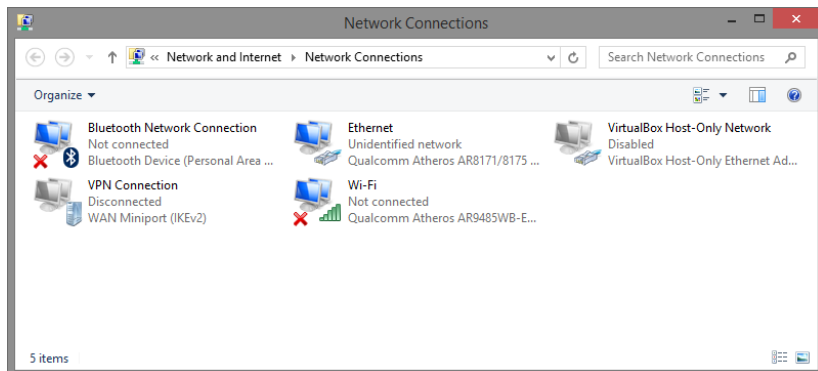 Network Connections
« Network and Internet Network Connections
Search Network Connections
Organize
Bluetooth Network Connection
Not connected
Bluetooth Device (Personal Area ...
Ethernet
Unidentified network
Qualcomm Atheros AR8171/8175 ...
VirtualBox Host-Only Network
Disabled
VirtualBox Host-Only Ethernet Ad...
VPN Connection
Disconnected
WAN Miniport (IKEv2)
Wi-Fi
Not connected
Qualcomm Atheros AR9485WB-E...
5 items